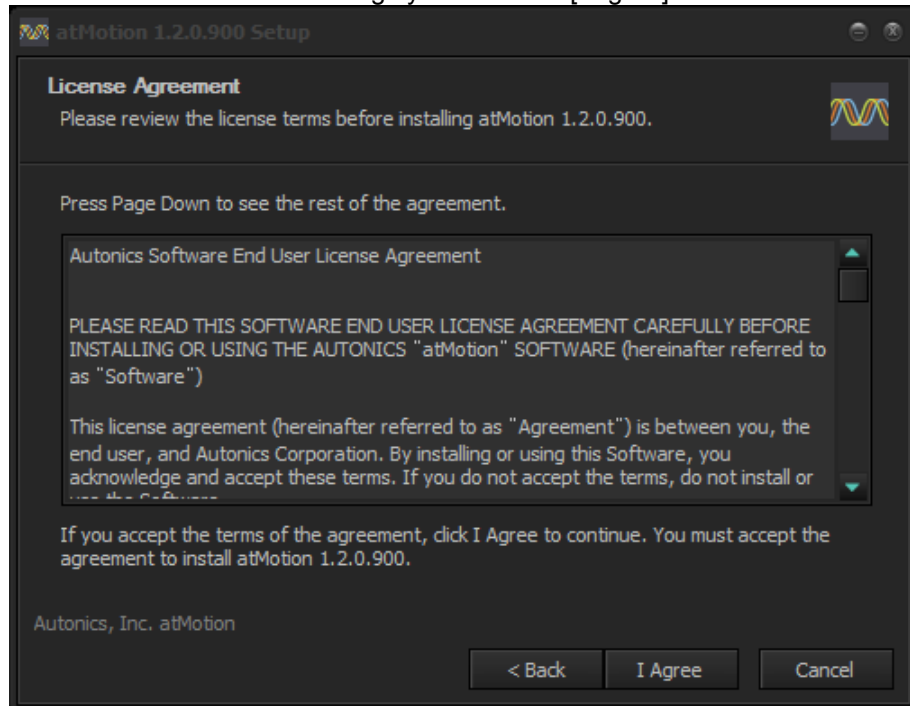 atMotion 1.2.0.900 Setup
License Agreement
Please review the license terms before installing atMotion 1.2.0.900.
Press Page Down to see the rest of the agreement.
Autonics Software End User License Agreement
PLEASE READ THIS SOFTWARE END USER LICENSE AGREEMENT CAREFULLY BEFORE
INSTALLING OR USING THE AUTONICS "atMotion" SOFTWARE (hereinafter referred to
as "Software")
This license agreement (hereinafter referred to as "Agreement") is between you, the
end user, and Autonics Corporation. By installing or using this Software, you
acknowledge and accept these terms. If you do not accept the terms, do not install or
If you accept the terms of the agreement, click I Agree to continue. You must accept the
agreement to install atMotion 1.2.0.900.
Autonics, Inc. atMotion
< Back I Agree Cancel